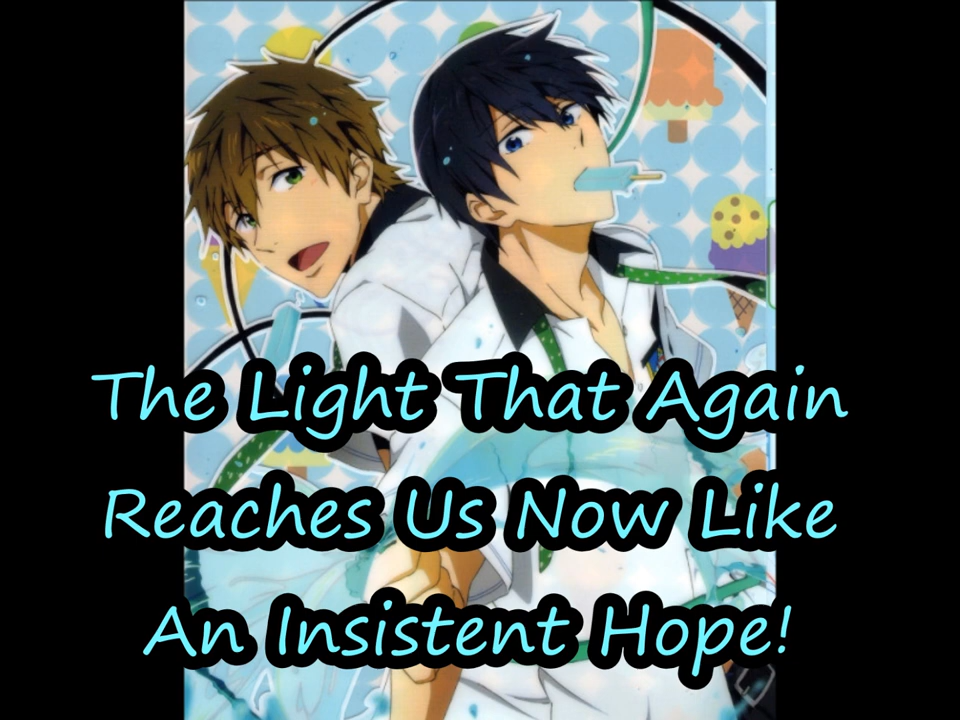 The Light That Again
Reaches Us Now Like
An Insistent Hope!